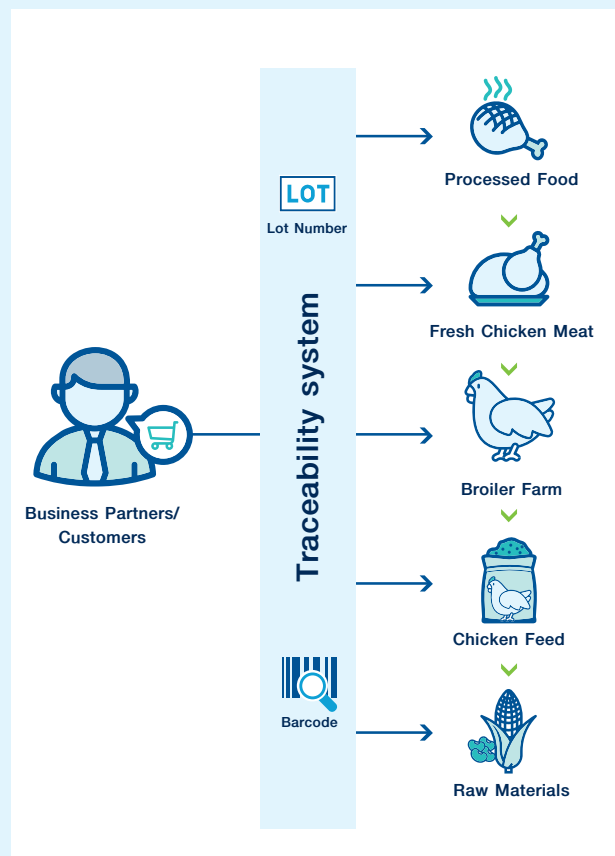 LOT
Lot Number
Traceability system
Barcode
Business Partners/
Customers
Processed Food
Fresh Chicken Meat
Broiler Farm
Chicken Feed
Raw Materials